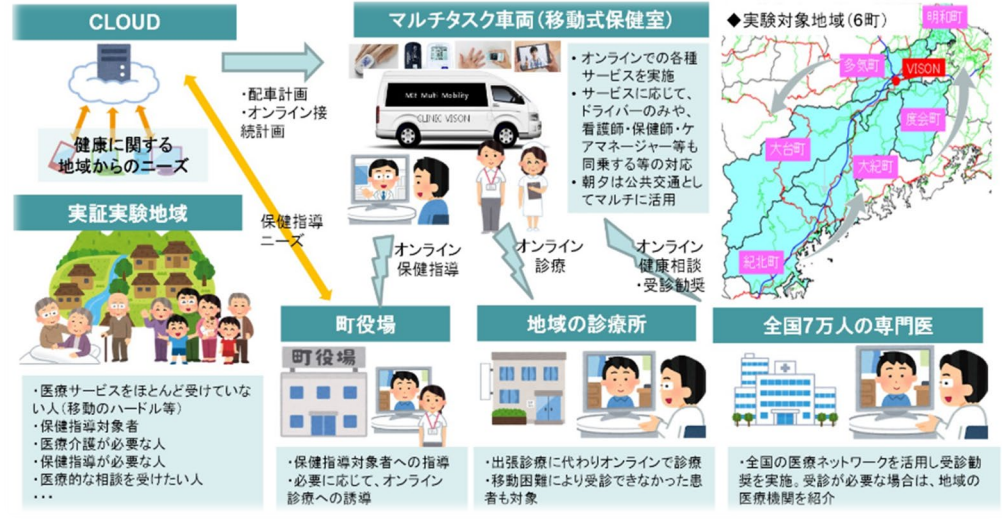 CLOUD
健康に関する
地域からのニーズ
・配車計画
・オンライン接
続計画
マルチタスク車両(移動式保健室)
MRT Multi Mobility
CLINIC VISON
・オンラインでの各種
サービスを実施
・サービスに応じて、
ドライバーのみや、
看護師・保健師・ケ
アマネージャー等も
同乗する等の対応
・朝夕は公共交通とし
てマルチに活用
◆実験対象地域(6町)
明和町
多気町
VISON
度会町
大台町
大紀町
紀北町
実証実験地域
保健指導
ニーズ
オンライン
保健指導
オンライン
診療
オンライン
健康相談
・受診勧奨
・医療サービスをほとんど受けていな
い人(移動のハードル等)
・保健指導対象者
・医療介護が必要な人
・保健指導が必要な人
・医療的な相談を受けたい人
・・・
町役場
町役場
・保健指導対象者への指導
・必要に応じて、オンライン
診療への誘導
地域の診療所
・出張診療に代わりオンラインで診療
・移動困難により受診できなかった患
者も対象
全国7万人の専門医
・全国の医療ネットワークを活用し受診勧
奨を実施。受診が必要な場合は、地域の
医療機関を紹介